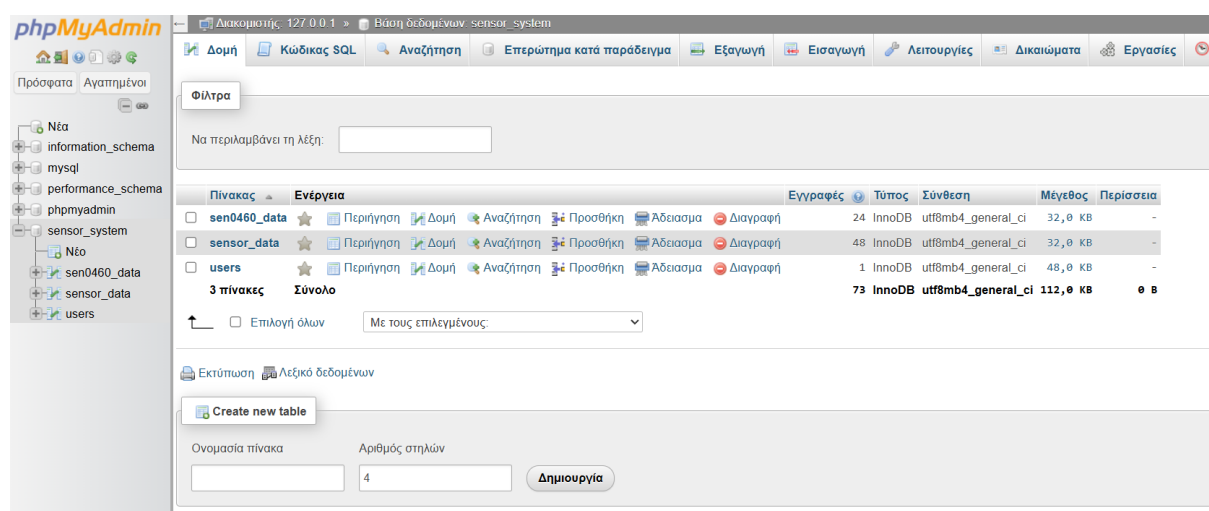 phpMyAdmin
Πρόσφατα Αγαπημένοι
Νέα
information_schema
mysql
performance_schema
phpmyadmin
sensor_system
Νέο
sen0460_data
sensor_data
users
← Διακομιστής: 127.0.0.1 » Βάση δεδομένων: sensor_system
Δομή Κώδικας SQL Αναζήτηση Επερώτημα κατά παράδειγμα Εξαγωγή Εισαγωγή Λειτουργίες Δικαιώματα Εργασίες
Φίλτρα
Να περιλαμβάνει τη λέξη:
Πίνακας Ενέργεια Εγγραφές Τύπος Σύνθεση Μέγεθος Περίσσεια
sen0460_data Περιήγηση Δομή Αναζήτηση Προσθήκη Άδειασμα Διαγραφή 24 InnoDB utf8mb4_general_ci 32,0 KB -
sensor_data Περιήγηση Δομή Αναζήτηση Προσθήκη Άδειασμα Διαγραφή 48 InnoDB utf8mb4_general_ci 32,0 KB -
users Περιήγηση Δομή Αναζήτηση Προσθήκη Άδειασμα Διαγραφή 1 InnoDB utf8mb4_general_ci 48,0 KB -
3 πίνακες Σύνολο 73 InnoDB utf8mb4_general_ci 112,0 KB 0 B
Επιλογή όλων Με τους επιλεγμένους:
Εκτύπωση Λεξικό δεδομένων
Create new table
Ονομασία πίνακα Αριθμός στηλών
4 Δημιουργία